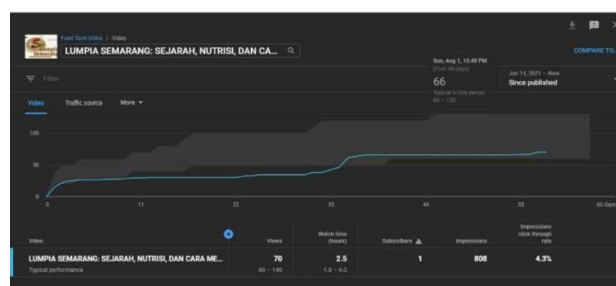 Food Tech Unika / Video
LUMPIA SEMARANG: SEJARAH, NUTRISI, DAN CA...
COMPARE TO...
Filter
Sun, Aug 1, 10:48 PM
(First 48 days)
66
Typical in this period
60 – 130
Jun 14, 2021 – Now
Since published
Video
Traffic source
More
100
50
0
0
11
22
33
44
55
66 days
Video
Views
Watch time
(hours)
Subscribers
Impressions
Impressions
click-through
rate
LUMPIA SEMARANG: SEJARAH, NUTRISI, DAN CARA ME...
70
2.5
1
808
4.3%
Typical performance
60 – 140
1.8 – 4.0